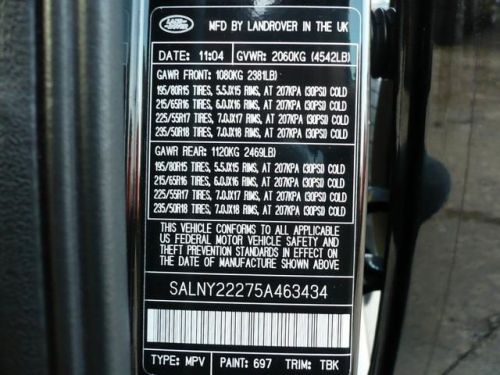 LAND ROVER MFD BY LANDROVER IN THE UK
DATE: 11:04 GVWR: 2060KG (4542LB)
GAWR FRONT: 1080KG 2381LB)
195/80R15 TIRES, 5.5JX15 RIMS, AT 207KPA (30PSI) COLD
215/65R16 TIRES, 6.0JX16 RIMS, AT 207KPA (30PSI) COLD
225/55R17 TIRES, 7.0JX17 RIMS, AT 207KPA (30PSI) COLD
235/50R18 TIRES, 7.0JX18 RIMS, AT 207KPA (30PSI) COLD
GAWR REAR: 1120KG 2469LB)
195/80R15 TIRES, 5.5JX15 RIMS, AT 207KPA (30PSI) COLD
215/65R16 TIRES, 6.0JX16 RIMS, AT 207KPA (30PSI) COLD
225/55R17 TIRES, 7.0JX17 RIMS, AT 207KPA (30PSI) COLD
235/50R18 TIRES, 7.0JX18 RIMS, AT 207KPA (30PSI) COLD
THIS VEHICLE CONFORMS TO ALL APPLICABLE
US FEDERAL MOTOR VEHICLE SAFETY AND
THEFT PREVENTION STANDARDS IN EFFECT ON
THE DATE OF MANUFACTURE SHOWN ABOVE
SALNY22275A463434
TYPE: MPV PAINT: 697 TRIM: TBK